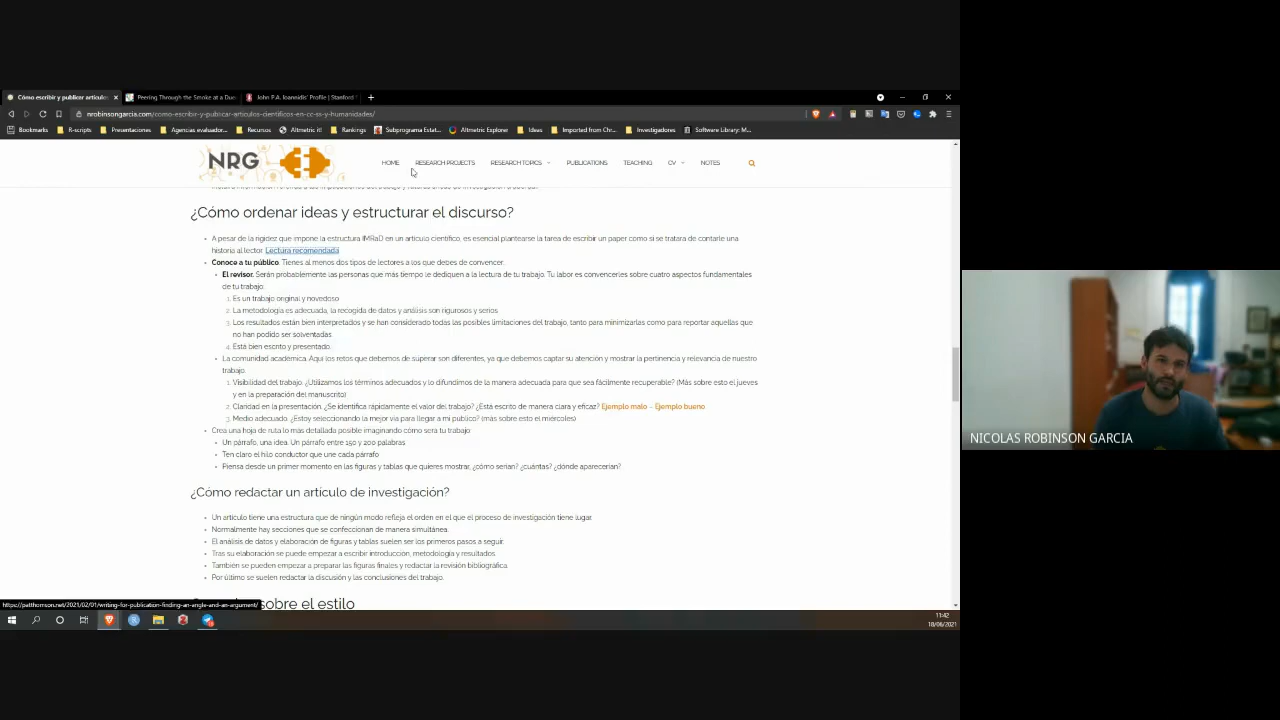 Cómo escribir y publicar artículos
Peering Through the Smoke at a Due
John P.A. Ioannidis' Profile | Stanford
nrobinsongarcia.com/como-escribir-y-publicar-articulos-cientificos-en-cc-ss-y-humanidades/
Bookmarks R-scripts Presentaciones Agencias evaluador... Recursos Altmetric it! Rankings Subprograma Estat... Altmetric Explorer Ideas Imported from Chr... Investigadores Software Library: M...
NRG
HOME RESEARCH PROJECTS RESEARCH TOPICS PUBLICATIONS TEACHING CV NOTES
¿Cómo ordenar ideas y estructurar el discurso?
A pesar de la rigidez que impone la estructura IMRaD en un artículo científico, es esencial plantearse la tarea de escribir un paper como si se tratara de contarle una
historia al lector. Lectura recomendada
Conoce a tu público. Tienes al menos dos tipos de lectores a los que debes de convencer.
El revisor. Serán probablemente las personas que más tiempo le dediquen a la lectura de tu trabajo. Tu labor es convencerles sobre cuatro aspectos fundamentales
de tu trabajo:
1. Es un trabajo original y novedoso
2. La metodología es adecuada, la recogida de datos y análisis son rigurosos y serios
3. Los resultados están bien interpretados y se han considerado todas las posibles limitaciones del trabajo, tanto para minimizarlas como para reportar aquellas que
no han podido ser solventadas
4. Está bien escrito y presentado.
La comunidad académica. Aquí los retos que debemos de superar son diferentes, ya que debemos captar su atención y mostrar la pertinencia y relevancia de nuestro
trabajo.
1. Visibilidad del trabajo. ¿Utilizamos los términos adecuados y lo difundimos de la manera adecuada para que sea fácilmente recuperable? (Más sobre esto el jueves
y en la preparación del manuscrito)
2. Claridad en la presentación. ¿Se identifica rápidamente el valor del trabajo? ¿Está escrito de manera clara y eficaz? Ejemplo malo – Ejemplo bueno
3. Medio adecuado. ¿Estoy seleccionando la mejor vía para llegar a mi público? (más sobre esto el miércoles)
Crea una hoja de ruta lo más detallada posible imaginando cómo sería tu trabajo:
Un párrafo, una idea. Un párrafo entre 150 y 200 palabras
Ten claro el hilo conductor que une cada párrafo
Piensa desde un primer momento en las figuras y tablas que quieres mostrar, ¿cómo serían? ¿cuántas? ¿dónde aparecerían?
¿Cómo redactar un artículo de investigación?
Un artículo tiene una estructura que de ningún modo refleja el orden en el que el proceso de investigación tiene lugar.
Normalmente hay secciones que se confeccionan de manera simultánea.
El análisis de datos y elaboración de figuras y tablas suelen ser los primeros pasos a seguir.
Tras su elaboración se puede empezar a escribir introducción, metodología y resultados.
También se pueden empezar a preparar las figuras finales y redactar la revisión bibliográfica.
Por último se suelen redactar la discusión y las conclusiones del trabajo.
sobre el estilo
https://patthomson.net/2021/02/01/writing-for-publication-finding-an-angle-and-an-argument/
11:42
18/06/2021
NICOLAS ROBINSON GARCIA